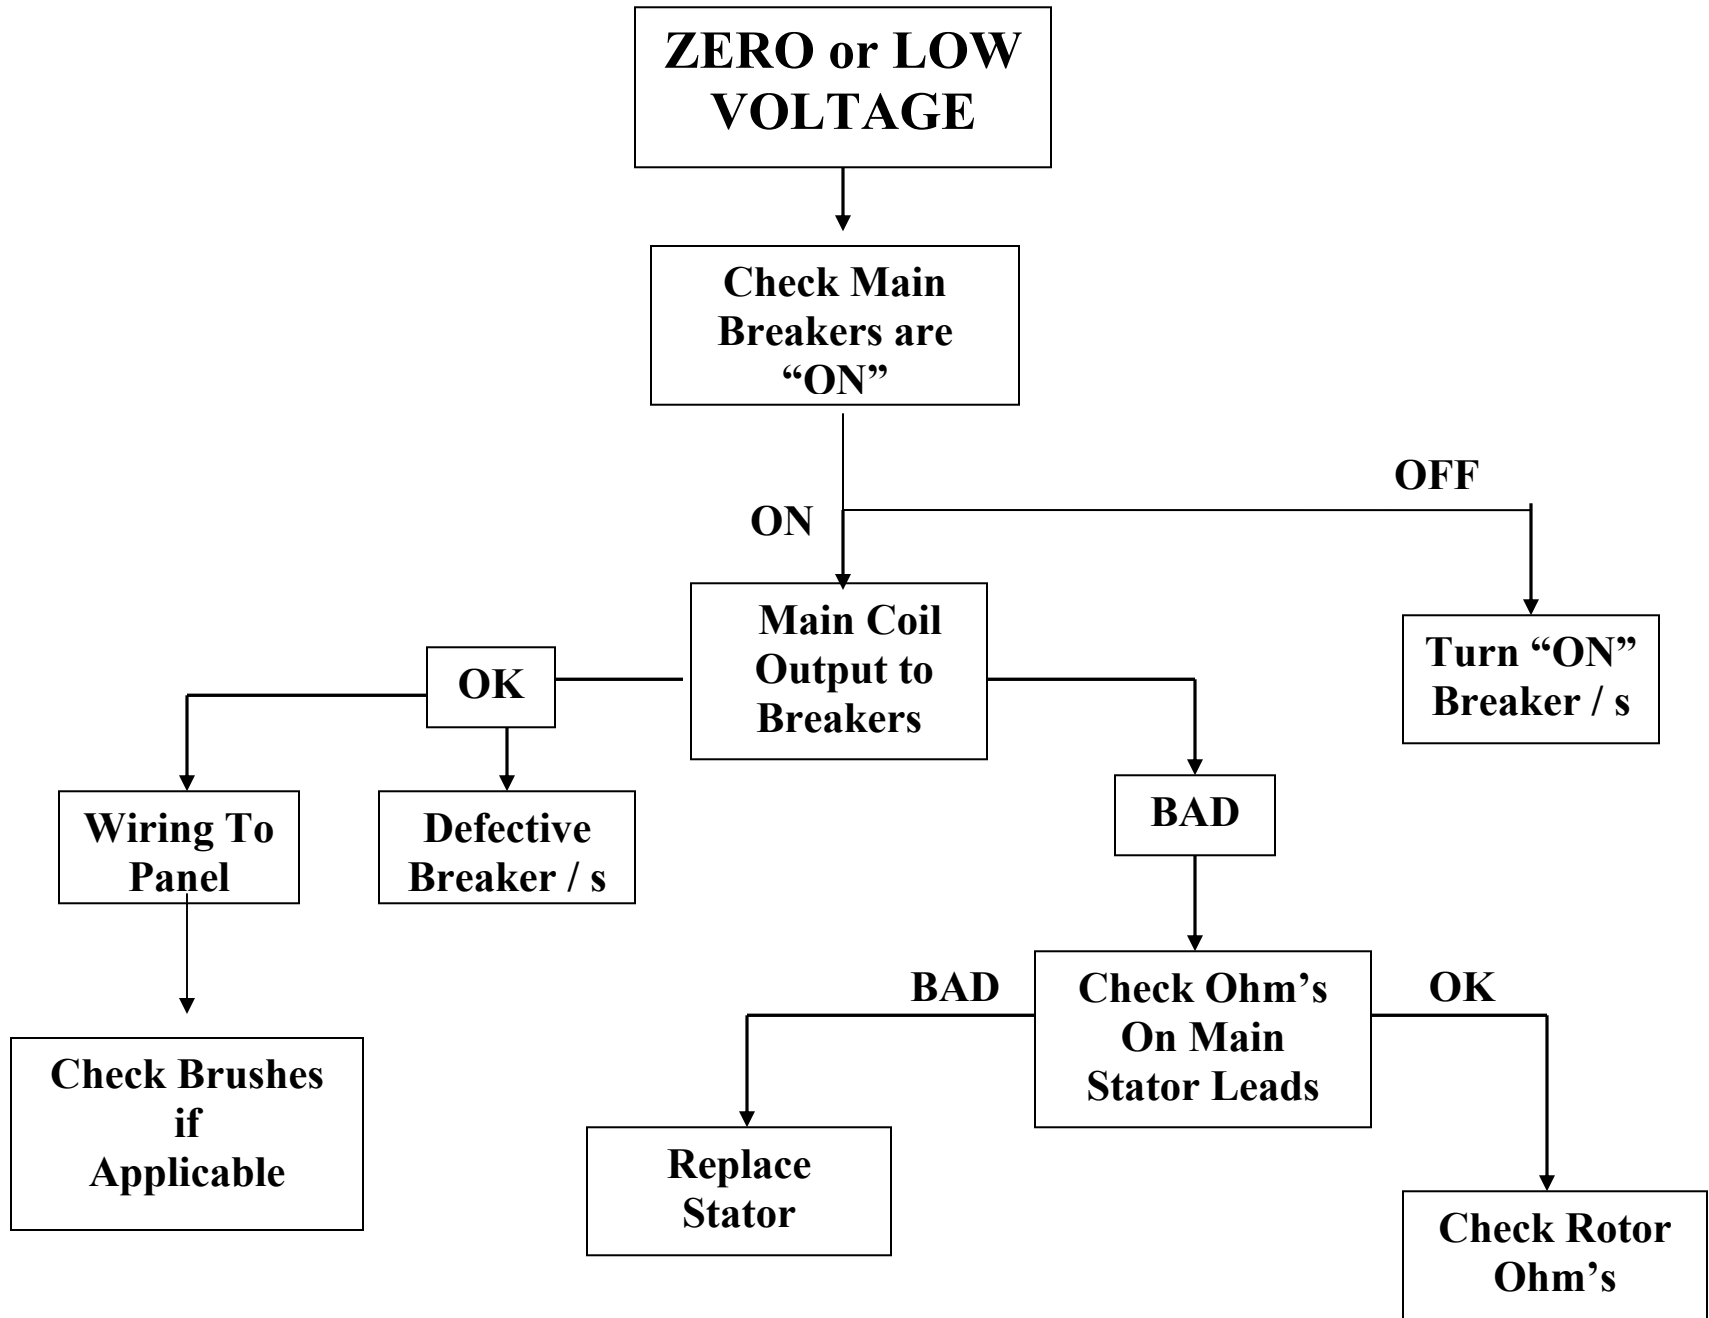 ZERO or LOW
VOLTAGE
Check Main
Breakers are
“ON”
OFF
ON
Main Coil
Output to
Breakers
Turn “ON”
Breaker / s
OK
Wiring To
Panel
Defective
Breaker / s
BAD
BAD
Check Ohm’s
On Main
Stator Leads
OK
Check Brushes
if
Applicable
Replace
Stator
Check Rotor
Ohm’s